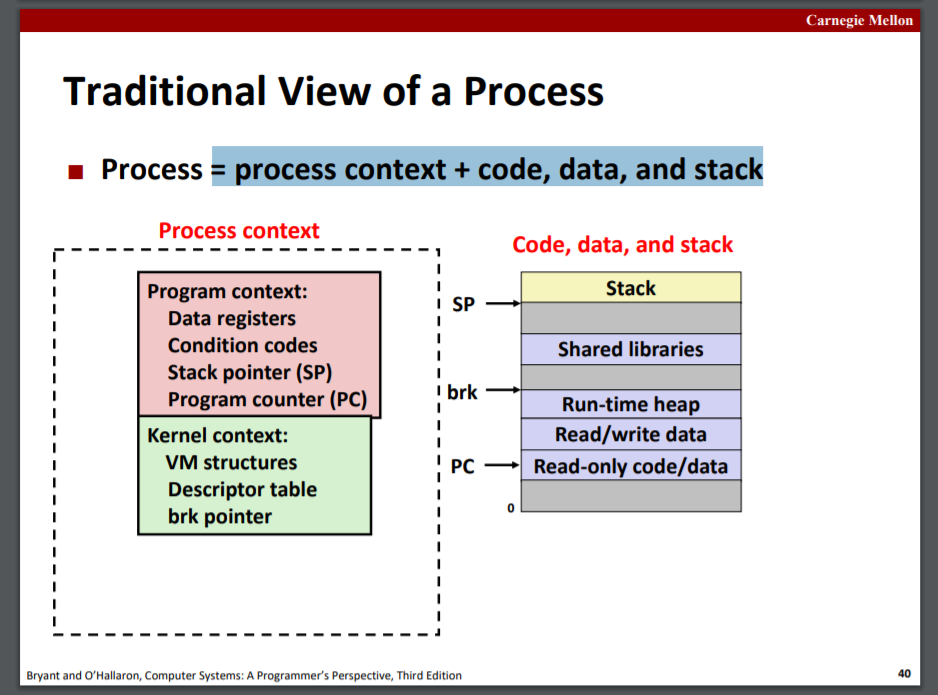 Carnegie Mellon
Traditional View of a Process
Process = process context + code, data, and stack
Process context
Program context:
Data registers
Condition codes
Stack pointer (SP)
Program counter (PC)
Kernel context:
VM structures
Descriptor table
brk pointer
Code, data, and stack
SP
brk
PC
0
Stack
Shared libraries
Run-time heap
Read/write data
Read-only code/data
Bryant and O'Hallaron, Computer Systems: A Programmer's Perspective, Third Edition
40